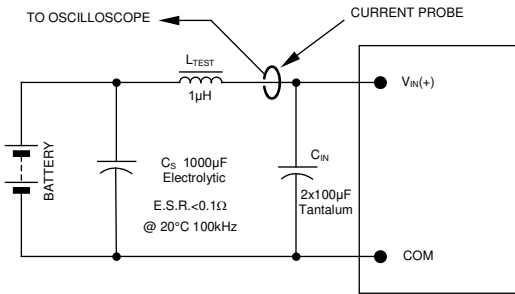 TO OSCILLOSCOPE
CURRENT PROBE
LTEST
1µH
VIN(+)
BATTERY
CS 1000µF
Electrolytic
E.S.R.<0.1Ω
@ 20°C 100kHz
CIN
2x100µF
Tantalum
COM